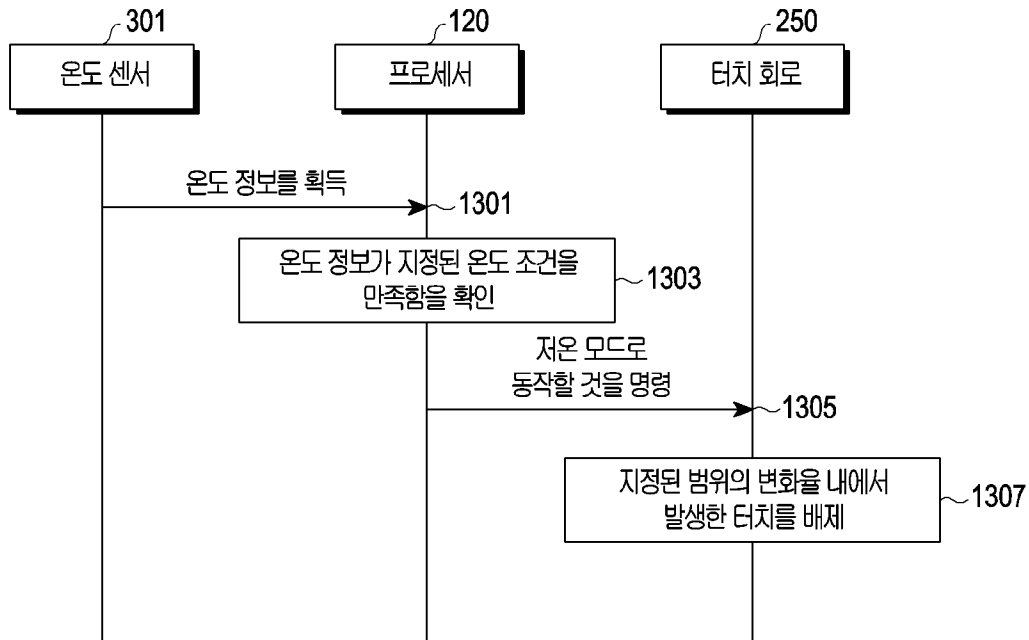 301
120
250
온도 센서
프로세서
터치 회로
온도 정보를 획득
1301
온도 정보가 지정된 온도 조건을
만족함을 확인
1303
저온 모드로
동작할 것을 명령
1305
지정된 범위의 변화율 내에서
발생한 터치를 배제
1307